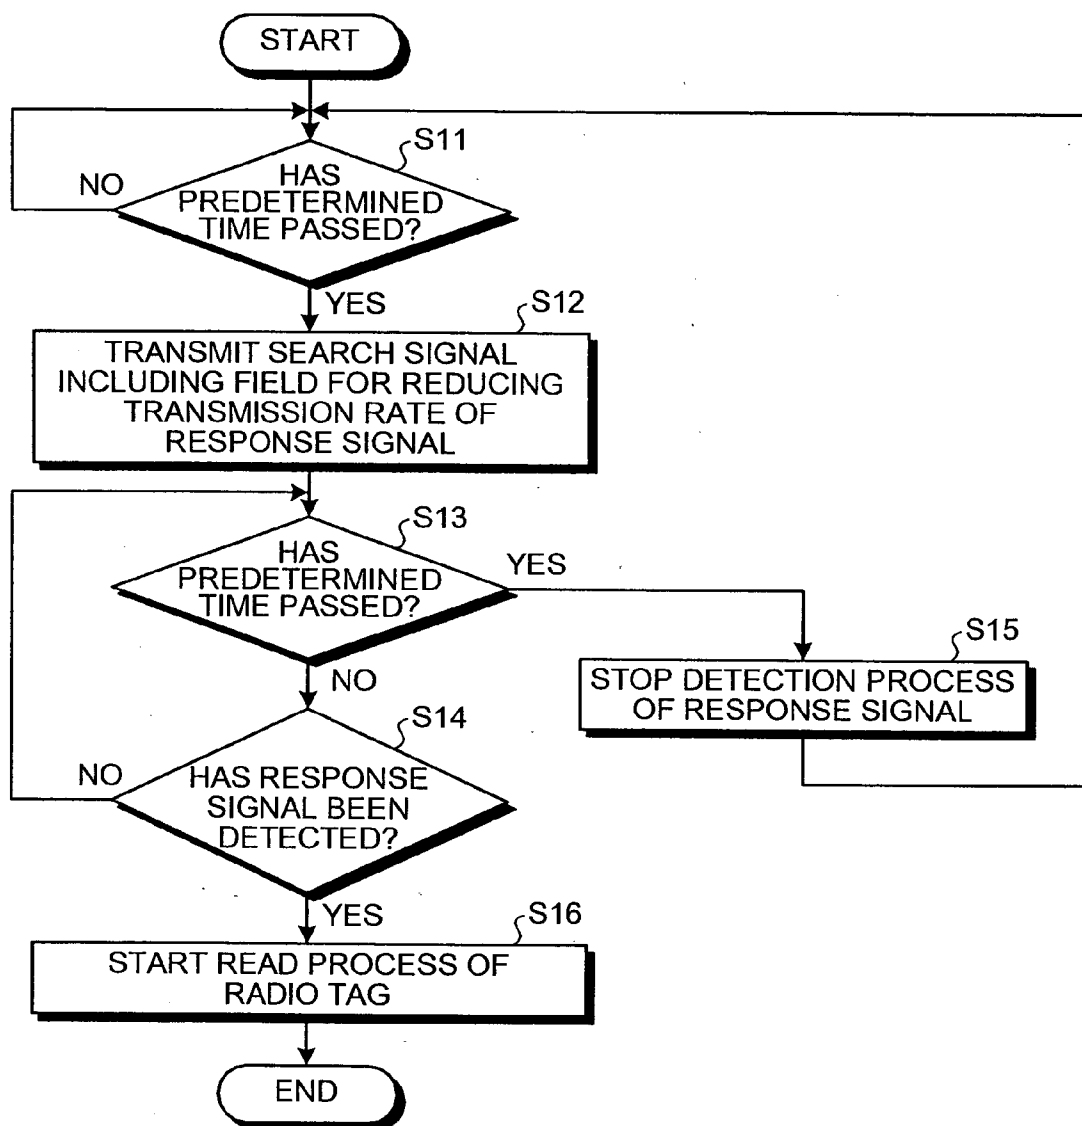 START
S11
HAS
PREDETERMINED
TIME PASSED?
NO
YES
S12
TRANSMIT SEARCH SIGNAL
INCLUDING FIELD FOR REDUCING
TRANSMISSION RATE OF
RESPONSE SIGNAL
S13
HAS
PREDETERMINED
TIME PASSED?
YES
NO
S15
STOP DETECTION PROCESS
OF RESPONSE SIGNAL
S14
HAS RESPONSE
SIGNAL BEEN
DETECTED?
NO
YES
S16
START READ PROCESS OF
RADIO TAG
END